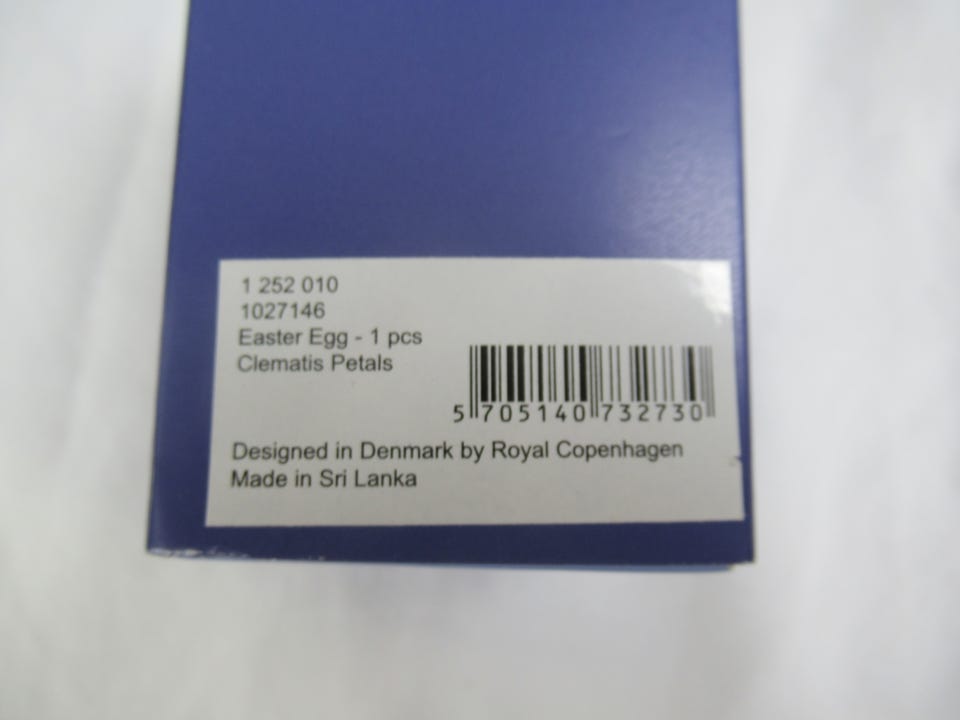 1 252 010
1027146
Easter Egg - 1 pcs
Clematis Petals
5 705140 732730
Designed in Denmark by Royal Copenhagen
Made in Sri Lanka